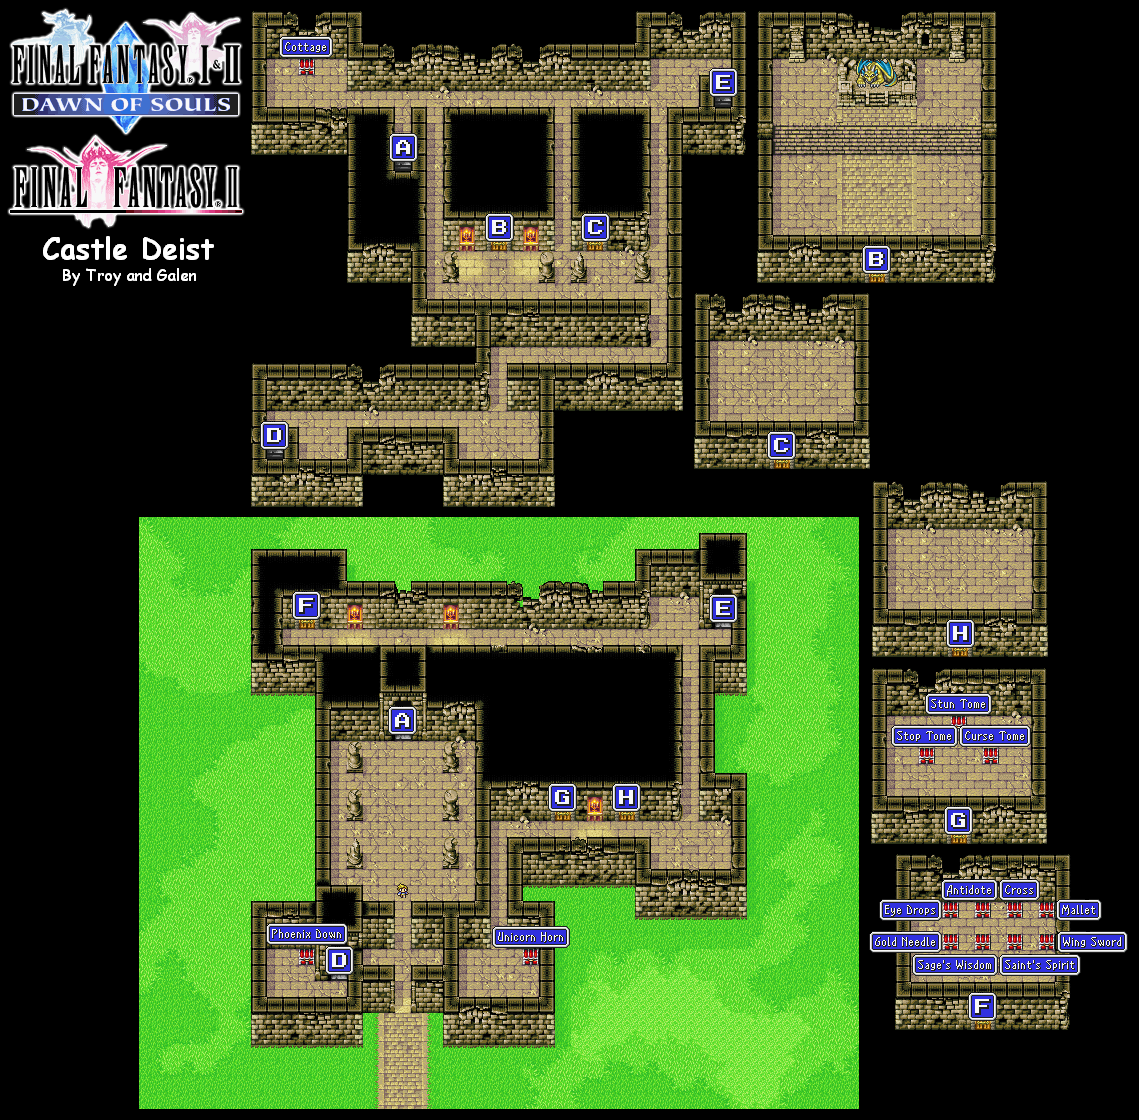 FINAL FANTASY I & II
DAWN OF SOULS
FINAL FANTASY II
Castle Deist
By Troy and Galen
Cottage
E
A
B
C
B
D
C
F
E
A
G
H
Phoenix Down
D
Unicorn Horn
H
Stun Tome
Stop Tome
Curse Tome
G
Antidote
Cross
Eye Drops
Mallet
Gold Needle
Wing Sword
Sage's Wisdom
Saint's Spirit
F